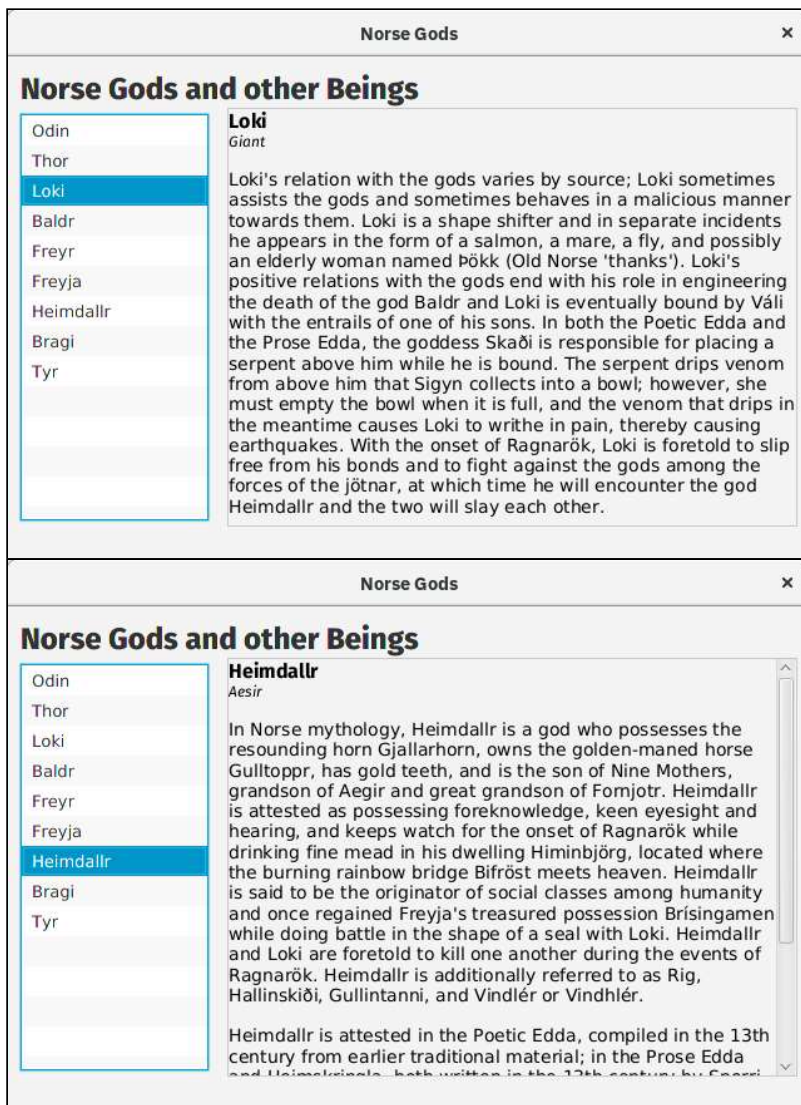 Norse Gods ×
Norse Gods and other Beings
Odin
Thor
Loki
Baldr
Freyr
Freyja
Heimdallr
Bragi
Tyr
Loki
Giant
Loki's relation with the gods varies by source; Loki sometimes
assists the gods and sometimes behaves in a malicious manner
towards them. Loki is a shape shifter and in separate incidents
he appears in the form of a salmon, a mare, a fly, and possibly
an elderly woman named Þökk (Old Norse 'thanks'). Loki's
positive relations with the gods end with his role in engineering
the death of the god Baldr and Loki is eventually bound by Váli
with the entrails of one of his sons. In both the Poetic Edda and
the Prose Edda, the goddess Skaði is responsible for placing a
serpent above him while he is bound. The serpent drips venom
from above him that Sigyn collects into a bowl; however, she
must empty the bowl when it is full, and the venom that drips in
the meantime causes Loki to writhe in pain, thereby causing
earthquakes. With the onset of Ragnarök, Loki is foretold to slip
free from his bonds and to fight against the gods among the
forces of the jötnar, at which time he will encounter the god
Heimdallr and the two will slay each other.
Norse Gods ×
Norse Gods and other Beings
Odin
Thor
Loki
Baldr
Freyr
Freyja
Heimdallr
Bragi
Tyr
Heimdallr
Aesir
In Norse mythology, Heimdallr is a god who possesses the
resounding horn Gjallarhorn, owns the golden-maned horse
Gulltoppr, has gold teeth, and is the son of Nine Mothers,
grandson of Aegir and great grandson of Fornjotr. Heimdallr
is attested as possessing foreknowledge, keen eyesight and
hearing, and keeps watch for the onset of Ragnarök while
drinking fine mead in his dwelling Himinbjörg, located where
the burning rainbow bridge Bifröst meets heaven. Heimdallr
is said to be the originator of social classes among humanity
and once regained Freyja's treasured possession Brísingamen
while doing battle in the shape of a seal with Loki. Heimdallr
and Loki are foretold to kill one another during the events of
Ragnarök. Heimdallr is additionally referred to as Rig,
Hallinskiði, Gullintanni, and Vindlér or Vindhlér.
Heimdallr is attested in the Poetic Edda, compiled in the 13th
century from earlier traditional material; in the Prose Edda
and Heimskringla, both written in the 13th century by Snorri